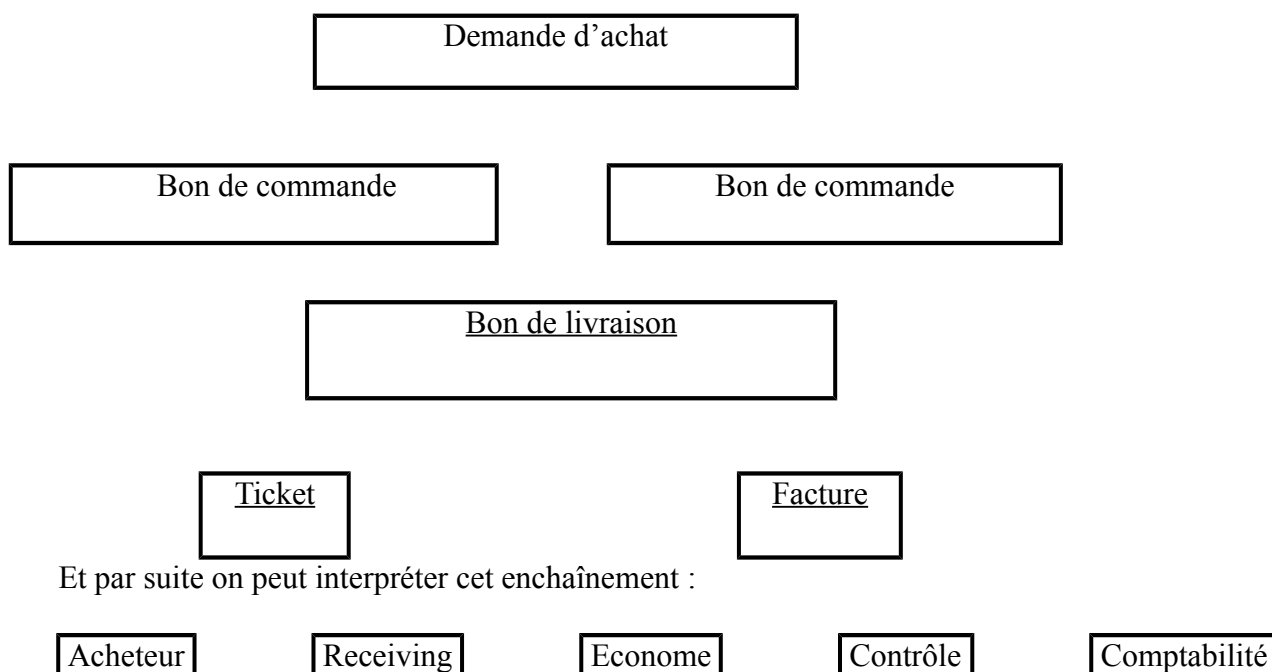 Demande d’achat
Bon de commande
Bon de commande
Bon de livraison
Ticket
Facture
Et par suite on peut interpréter cet enchaînement :
Acheteur
Receiving
Econome
Contrôle
Comptabilité